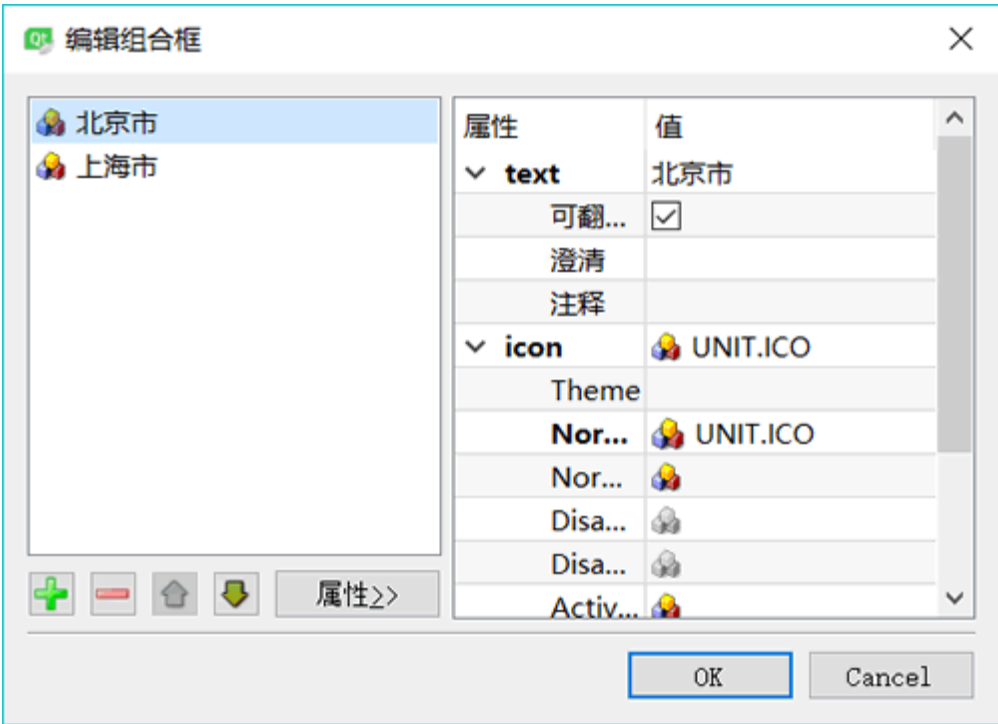 编辑组合框
北京市
上海市
属性>>
属性 值
text 北京市
可翻...
澄清
注释
icon UNIT.ICO
Theme
Nor... UNIT.ICO
Nor...
Disa...
Disa...
Activ...
OK Cancel